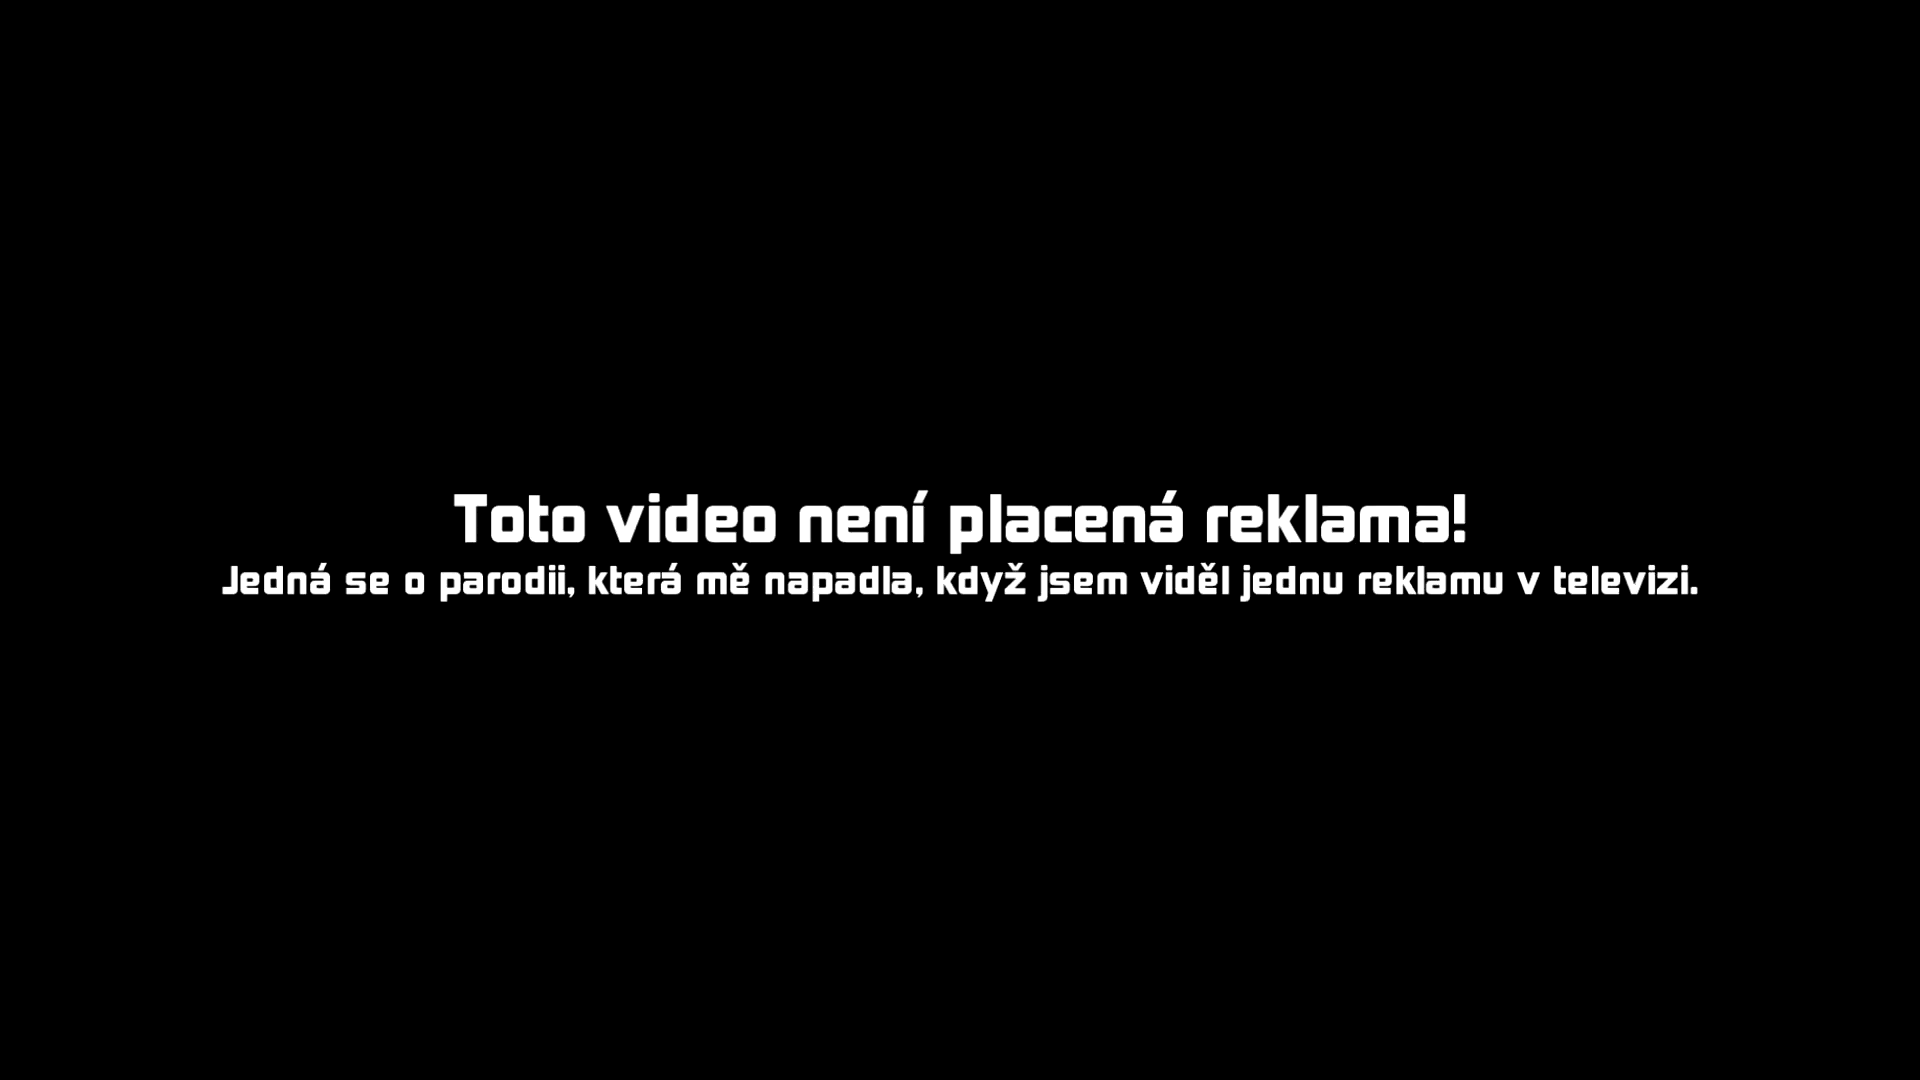 Toto video není placená reklama!
Jedná se o parodii, která mě napadla, když jsem viděl jednu reklamu v televizi.